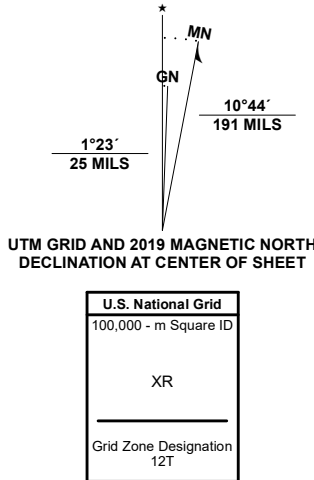 ★
MN
GN
10°44´
191 MILS
1°23´
25 MILS
UTM GRID AND 2019 MAGNETIC NORTH
DECLINATION AT CENTER OF SHEET
U.S. National Grid
100,000 - m Square ID
XR
Grid Zone Designation
12T